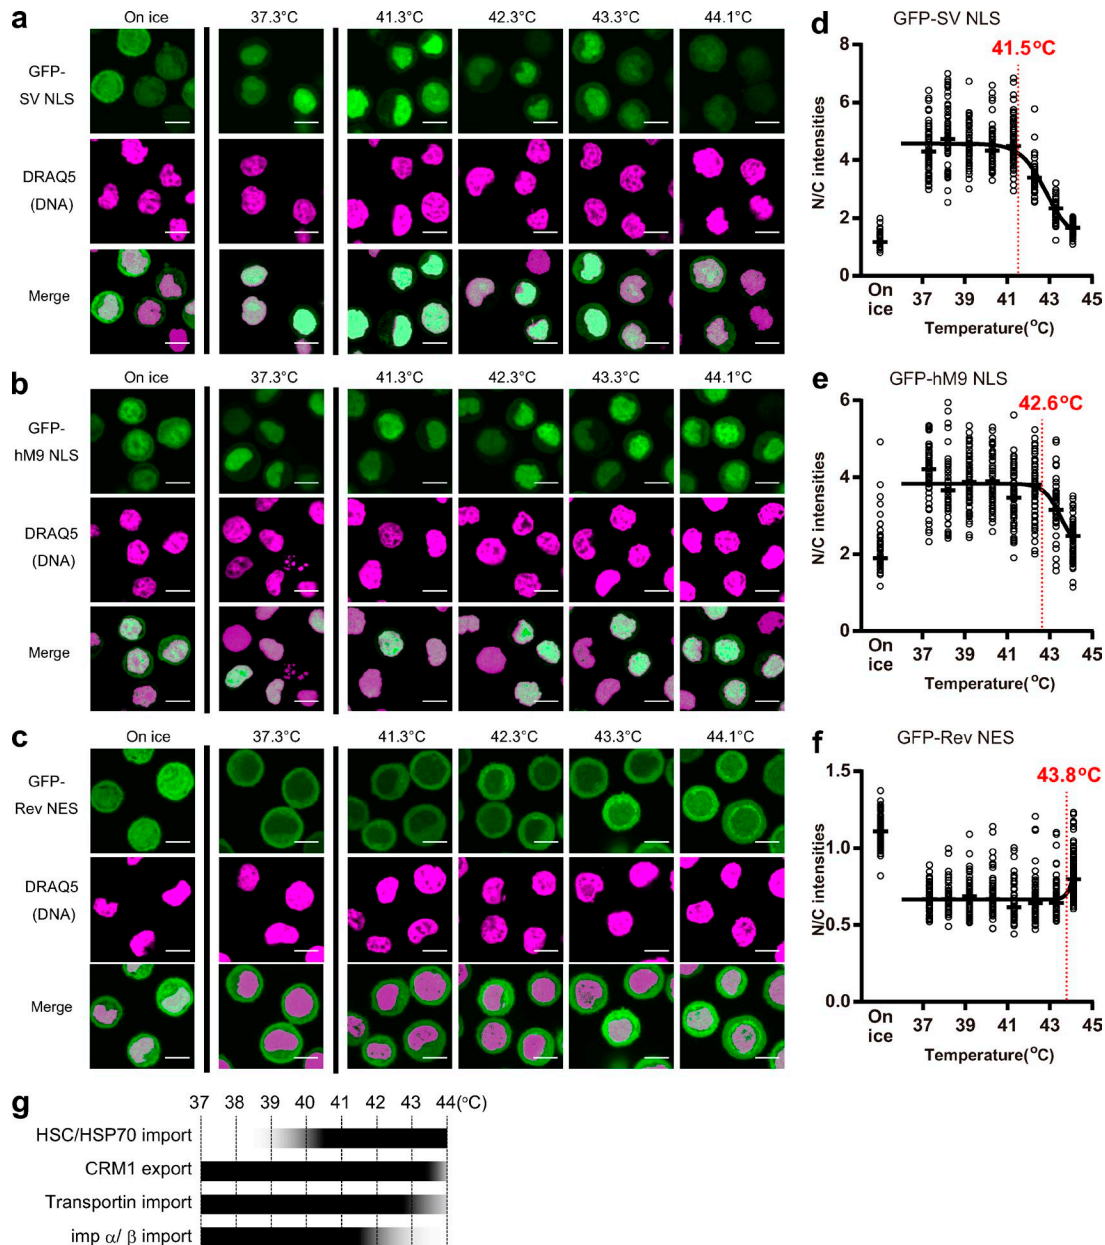 a
On ice 37.3°C 41.3°C 42.3°C 43.3°C 44.1°C
GFP-
SV NLS
DRAQ5
(DNA)
Merge
b
On ice 37.3°C 41.3°C 42.3°C 43.3°C 44.1°C
GFP-
hM9 NLS
DRAQ5
(DNA)
Merge
c
On ice 37.3°C 41.3°C 42.3°C 43.3°C 44.1°C
GFP-
Rev NES
DRAQ5
(DNA)
Merge
d
GFP-SV NLS
41.5°C
N/C intensities
8
6
4
2
0
On
ice
37 39 41 43 45
Temperature(°C)
e
GFP-hM9 NLS
42.6°C
N/C intensities
6
4
2
0
On
ice
37 39 41 43 45
Temperature(°C)
f
GFP-Rev NES
43.8°C
N/C intensities
1.5
1.0
0.5
0.0
On
ice
37 39 41 43 45
Temperature(°C)
g
37 38 39 40 41 42 43 44(°C)
HSC/HSP70 import
CRM1 export
Transportin import
imp α/ β import